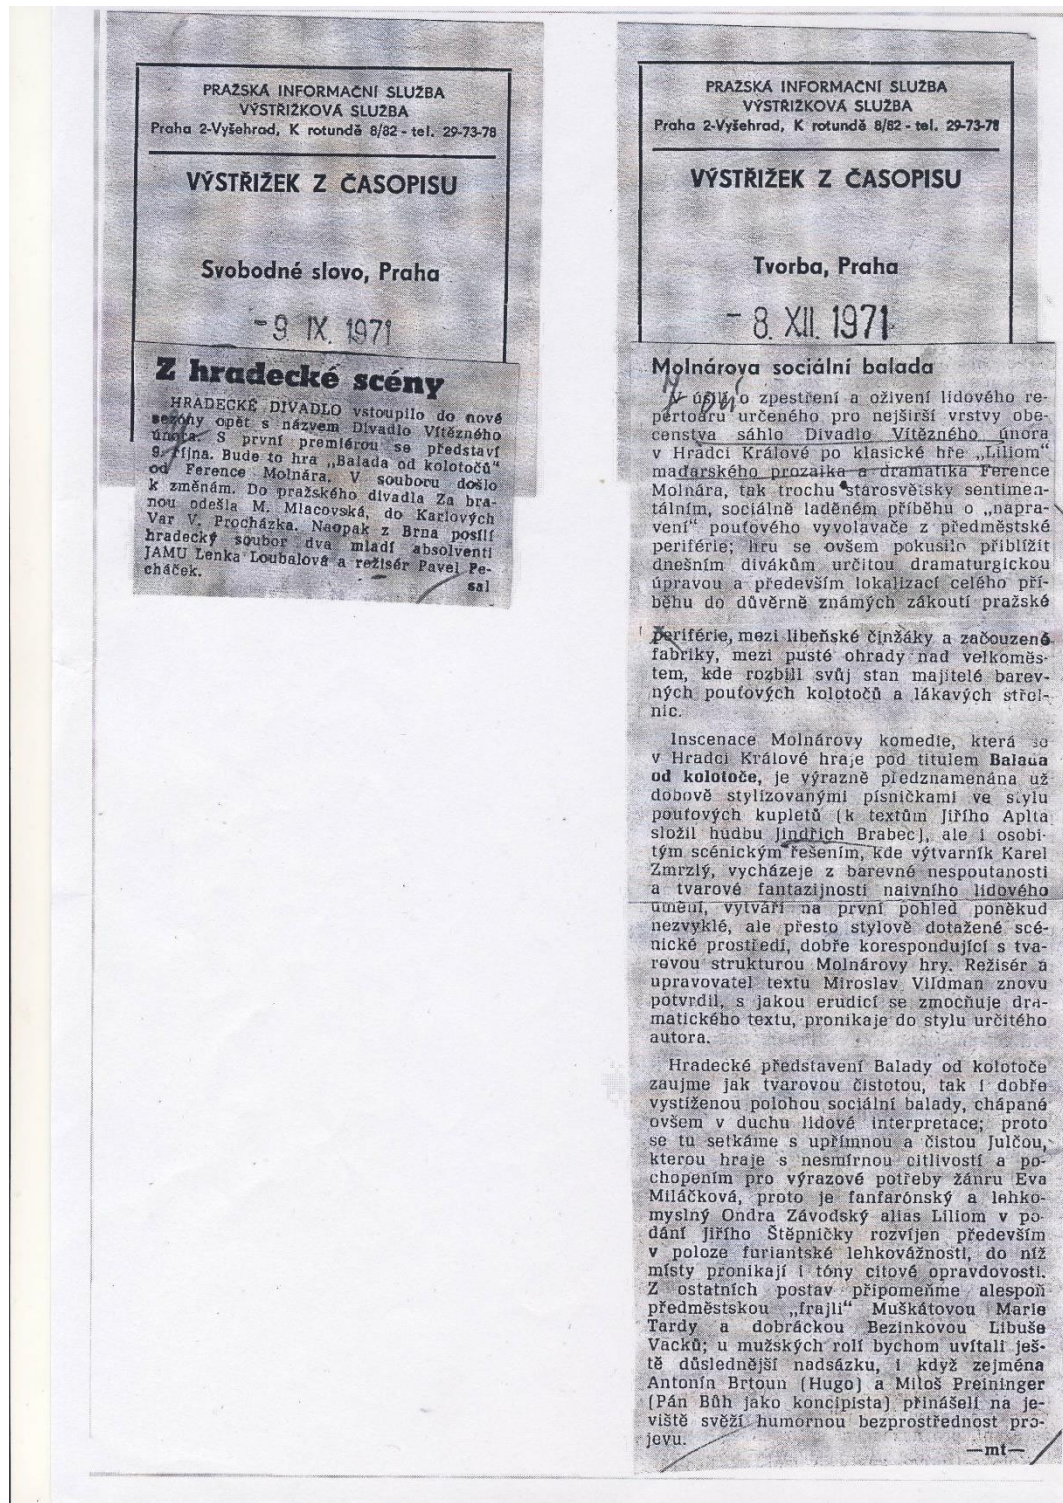 PRAŽSKÁ INFORMAČNÍ SLUŽBA
VÝSTŘIŽKOVÁ SLUŽBA
Praha 2-Vyšehrad, K rotundě 8/82 - tel. 29-73-78
VÝSTŘIŽEK Z ČASOPISU
Svobodné slovo, Praha
- 9 IX. 1971
Z hradecké scény
HRADECKÉ DIVADLO vstoupilo do nové
sezóny opět s názvem Divadlo Vítězného
února. S první premiérou se představí
9. října. Bude to hra „Balada od kolotočů“
od Ference Molnára. V souboru došlo
k změnám. Do pražského divadla Za bra-
nou odešla M. Mlacovská, do Karlových
Var V. Procházka. Naopak z Brna posílí
hradecký soubor dva mladí absolventi
JAMU Lenka Loubalová a režisér Pavel Pe-
cháček.
sal
PRAŽSKÁ INFORMAČNÍ SLUŽBA
VÝSTŘIŽKOVÁ SLUŽBA
Praha 2-Vyšehrad, K rotundě 8/82 - tel. 29-73-78
VÝSTŘIŽEK Z ČASOPISU
Tvorba, Praha
- 8. XII. 1971
Molnárova sociální balada
o zpestření a oživení lidového re-
pertoáru určeného pro nejširší vrstvy obe-
censtva sáhlo Divadlo Vítězného února
v Hradci Králové po klasické hře „Liliom“
maďarského prozaika a dramatika Ference
Molnára, tak trochu starosvětsky sentimen-
tálním, sociálně laděném příběhu o „napra-
vení“ pouťového vyvolavače z předměstské
periférie; hru se ovšem pokusilo přiblížit
dnešním divákům určitou dramaturgickou
úpravou a především lokalizací celého pří-
běhu do důvěrně známých zákoutí pražské
periférie, mezi libeňské činžáky a začouzené
fabriky, mezi pusté ohrady nad velkoměs-
tem, kde rozbili svůj stan majitelé barev-
ných pouťových kolotočů a lákavých střel-
nic.
Inscenace Molnárovy komedie, která se
v Hradci Králové hraje pod titulem Balada
od kolotoče, je výrazně předznamenána už
dobově stylizovanými písničkami ve stylu
pouťových kupletů (k textům Jiřího Aplta
složil hudbu Jindřich Brabec), ale i osobi-
tým scénickým řešením, kde výtvarník Karel
Zmrzlý, vycházeje z barevné nespoutanosti
a tvarové fantazijnosti naivního lidového
umění, vytváří na první pohled poněkud
nezvyklé, ale přesto stylově dotažené scé-
nické prostředí, dobře korespondující s tva-
rovou strukturou Molnárovy hry. Režisér a
upravovatel textu Miroslav Vildman znovu
potvrdil, s jakou erudicí se zmocňuje dra-
matického textu, pronikaje do stylu určitého
autora.
Hradecké představení Balady od kolotoče
zaujme jak tvarovou čistotou, tak i dobře
vystiženou polohou sociální balady, chápané
ovšem v duchu lidové interpretace; proto
se tu setkáme s upřímnou a čistou Julčou,
kterou hraje s nesmírnou citlivostí a po-
chopením pro výrazové potřeby žánru Eva
Miláčková, proto je fanfarónský a lehko-
myslný Ondra Závodský alias Liliom v po-
dání Jiřího Štěpničky rozvíjen především
v poloze furiantské lehkovážnosti, do níž
místy pronikají i tóny citové opravdovosti.
Z ostatních postav připomeňme alespoň
předměstskou „frajli“ Muškátovou Marie
Tardy a dobráckou Bezinkovou Libuše
Vacků; u mužských rolí bychom uvítali ješ-
tě důslednější nadsázku, i když zejména
Antonín Brtoun (Hugo) a Miloš Preininger
(Pán Bůh jako koncipista) přinášeli na je-
viště svěží humornou bezprostřednost pro-
jevu.
—mt—